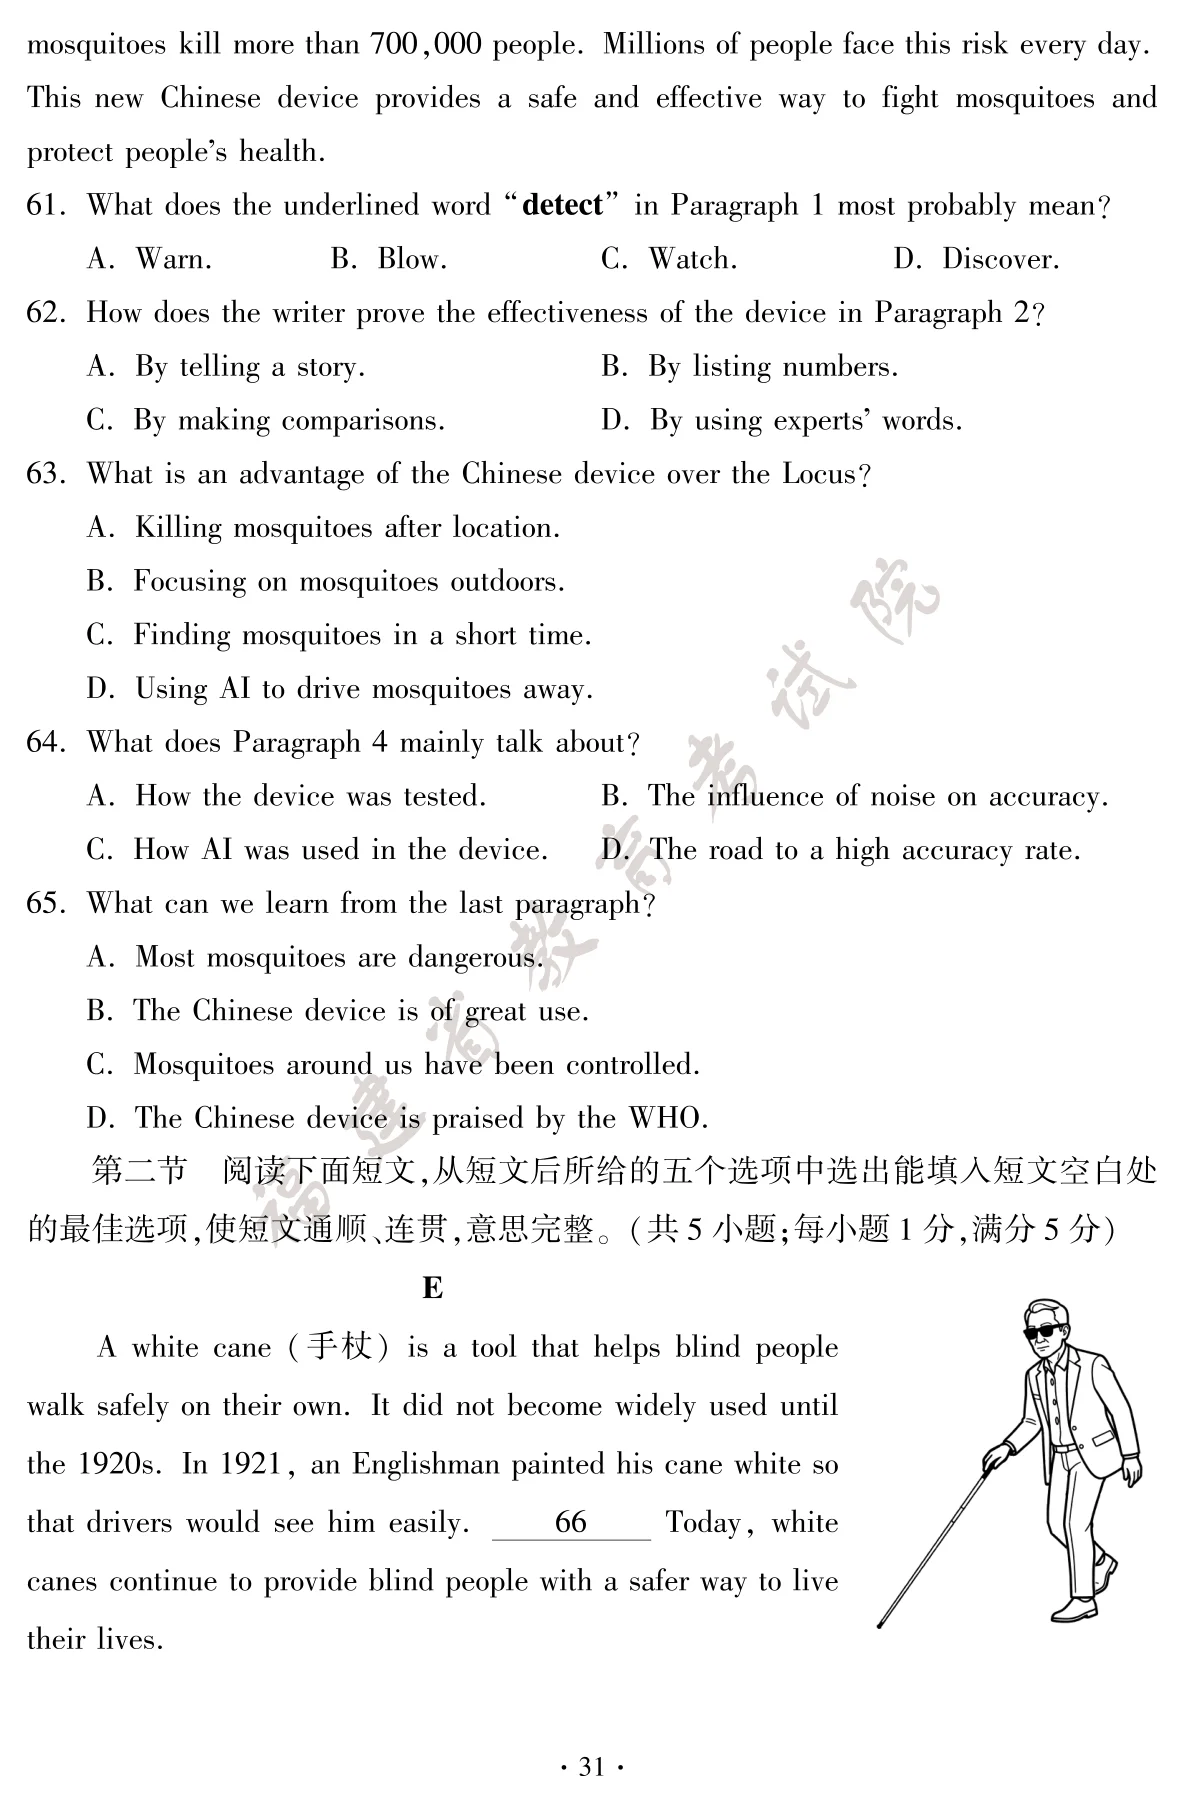 mosquitoes kill more than 700,000 people. Millions of people face this risk every day.
This new Chinese device provides a safe and effective way to fight mosquitoes and
protect people's health.
61. What does the underlined word “detect” in Paragraph 1 most probably mean?
A. Warn. B. Blow. C. Watch. D. Discover.
62. How does the writer prove the effectiveness of the device in Paragraph 2?
A. By telling a story. B. By listing numbers.
C. By making comparisons. D. By using experts' words.
63. What is an advantage of the Chinese device over the Locus?
A. Killing mosquitoes after location.
B. Focusing on mosquitoes outdoors.
C. Finding mosquitoes in a short time.
D. Using AI to drive mosquitoes away.
64. What does Paragraph 4 mainly talk about?
A. How the device was tested. B. The influence of noise on accuracy.
C. How AI was used in the device. D. The road to a high accuracy rate.
65. What can we learn from the last paragraph?
A. Most mosquitoes are dangerous.
B. The Chinese device is of great use.
C. Mosquitoes around us have been controlled.
D. The Chinese device is praised by the WHO.
第二节 阅读下面短文,从短文后所给的五个选项中选出能填入短文空白处
的最佳选项,使短文通顺、连贯,意思完整。(共5小题;每小题1分,满分5分)
E
A white cane (手杖) is a tool that helps blind people
walk safely on their own. It did not become widely used until
the 1920s. In 1921, an Englishman painted his cane white so
that drivers would see him easily. 66 Today, white
canes continue to provide blind people with a safer way to live
their lives.
·31·
福建省教育考试院